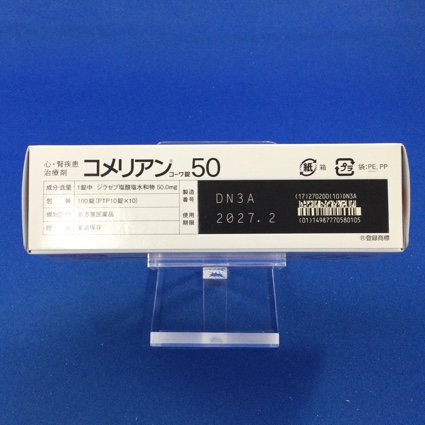 心・腎疾患
治療剤
コメリアン®コーワ錠50
紙 箱
プラ 袋:PE, PP
成分・含量 1錠中 ジラゼプ塩酸塩水和物 50.0mg
包 装 100錠(PTP10錠×10)
規制区分 処方箋医薬品
貯 法 室温保存
製造番号 DN3A
使用期限 2027.2
(17)270200(10)DN3A
(01)14987770580105
®登録商標